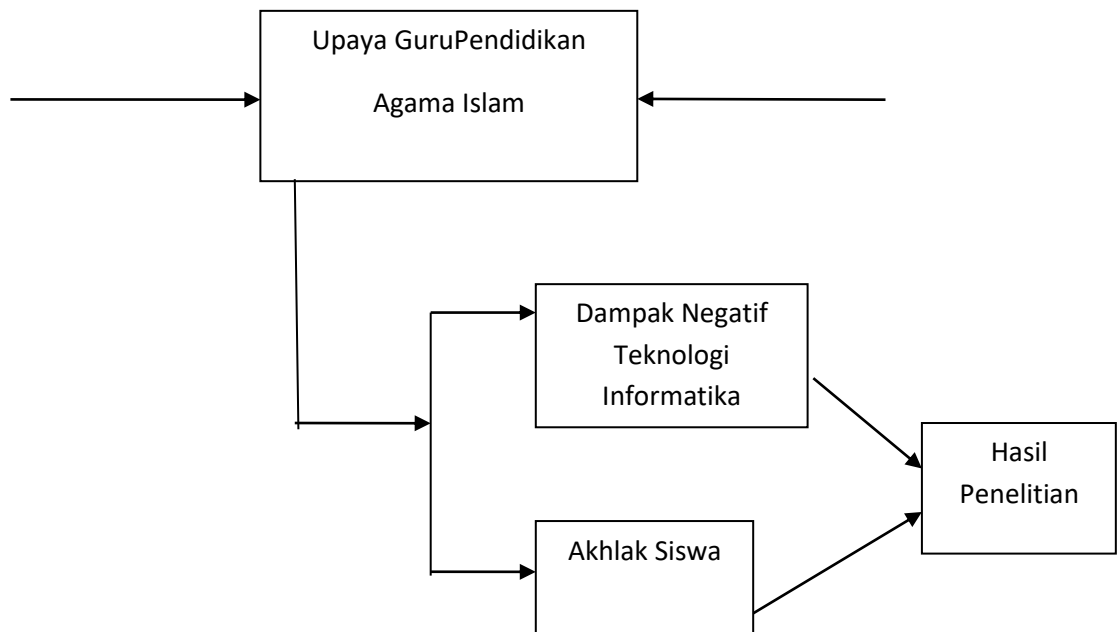 Upaya GuruPendidikan
Agama Islam
Dampak Negatif
Teknologi
Informatika
Hasil
Penelitian
Akhlak Siswa